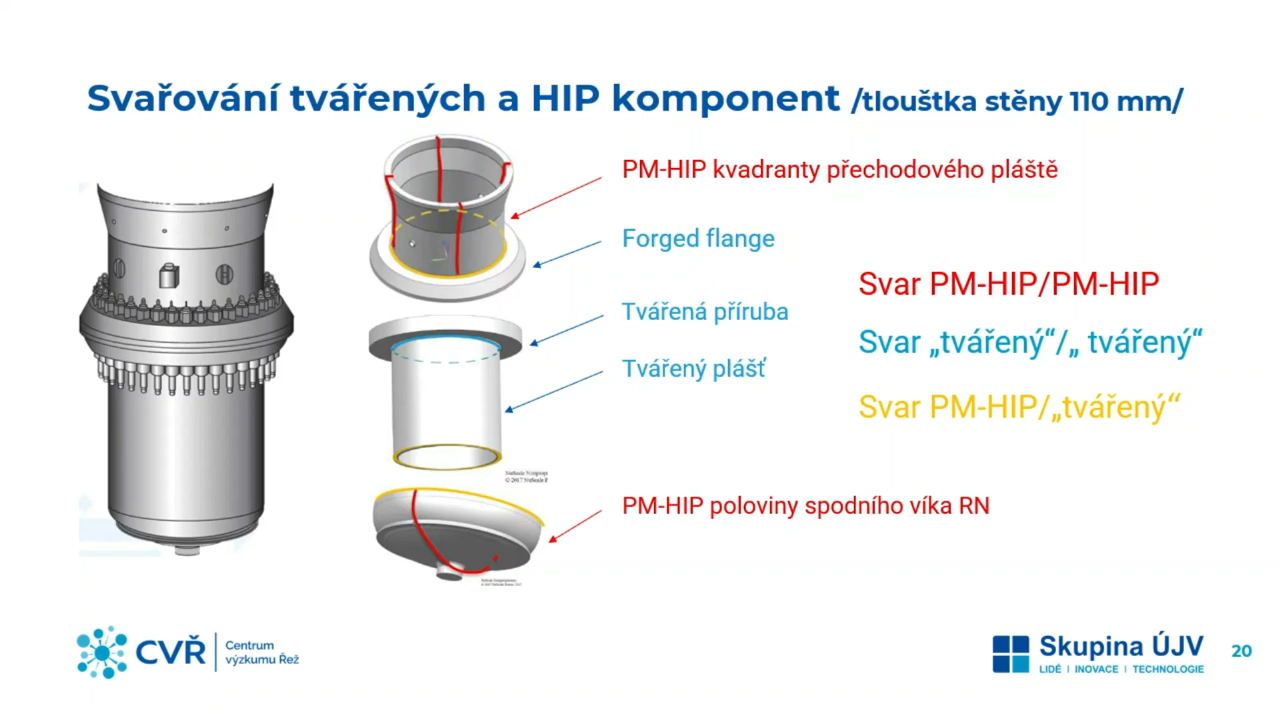 Svařování tvářených a HIP komponent /tlouštka stěny 110 mm/
PM-HIP kvadranty přechodového pláště
Forged flange
Tvářená příruba
Tvářený plášť
PM-HIP poloviny spodního víka RN
Svar PM-HIP/PM-HIP
Svar „tvářený“/„ tvářený“
Svar PM-HIP/„tvářený“
CVŘ
Centrum
výzkumu Řež
Skupina ÚJV
LIDÉ | INOVACE | TECHNOLOGIE
20